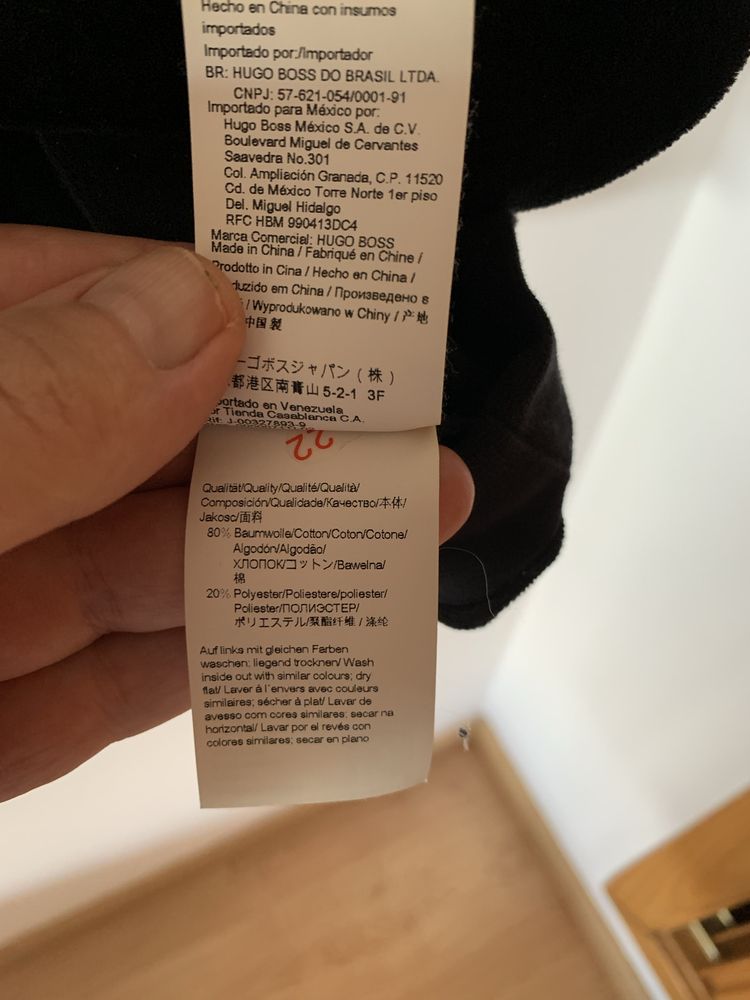 Hecho en China con insumos
importados
Importado por:/Importador
BR: HUGO BOSS DO BRASIL LTDA.
CNPJ: 57-621-054/0001-91
Importado para México por:
Hugo Boss México S.A. de C.V.
Boulevard Miguel de Cervantes
Saavedra No.301
Col. Ampliación Granada, C.P. 11520
Cd. de México Torre Norte 1er piso
Del. Miguel Hidalgo
RFC HBM 990413DC4
Marca Comercial: HUGO BOSS
Made in China / Fabriqué en Chine /
Prodotto in Cina / Hecho en China /
duzido em China / Произведено в
/ Wyprodukowano w Chiny / 产地
中国製
ーゴボスジャパン（株）
都港区南青山 5-2-1 3F
portado en Venezuela
or Tienda Casablanca C.A.
Rif: J-00327893-9
22
Qualität/Quality/Qualité/Qualità/
Composición/Qualidade/Качество/本体/
Jakosc/面料
80% Baumwolle/Cotton/Coton/Cotone/
Algodón/Algodão/
ХЛОПОК/コットン/Bawelna/
棉
20% Polyester/Poliestere/poliester/
Poliester/ПОЛИЭСТЕР/
ポリエステル/聚酯纤维 / 涤纶
Auf links mit gleichen Farben
waschen; liegend trocknen/ Wash
inside out with similar colours; dry
flat/ Laver à l´envers avec couleurs
similaires; sécher à plat/ Lavar de
avesso com cores similares; secar na
horizontal/ Lavar por el revés con
colores similares; secar en plano